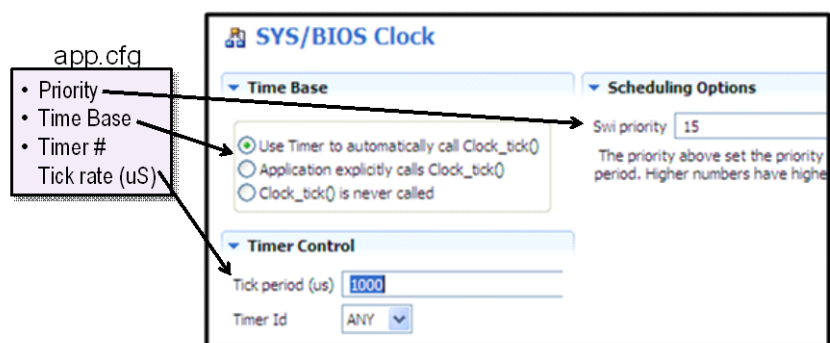 app.cfg
• Priority
• Time Base
• Timer #
Tick rate (uS)
SYS/BIOS Clock
Time Base
Use Timer to automatically call Clock_tick()
Application explicitly calls Clock_tick()
Clock_tick() is never called
Scheduling Options
Swi priority 15
The priority above set the priority
period. Higher numbers have highe
Timer Control
Tick period (us) 1000
Timer Id ANY